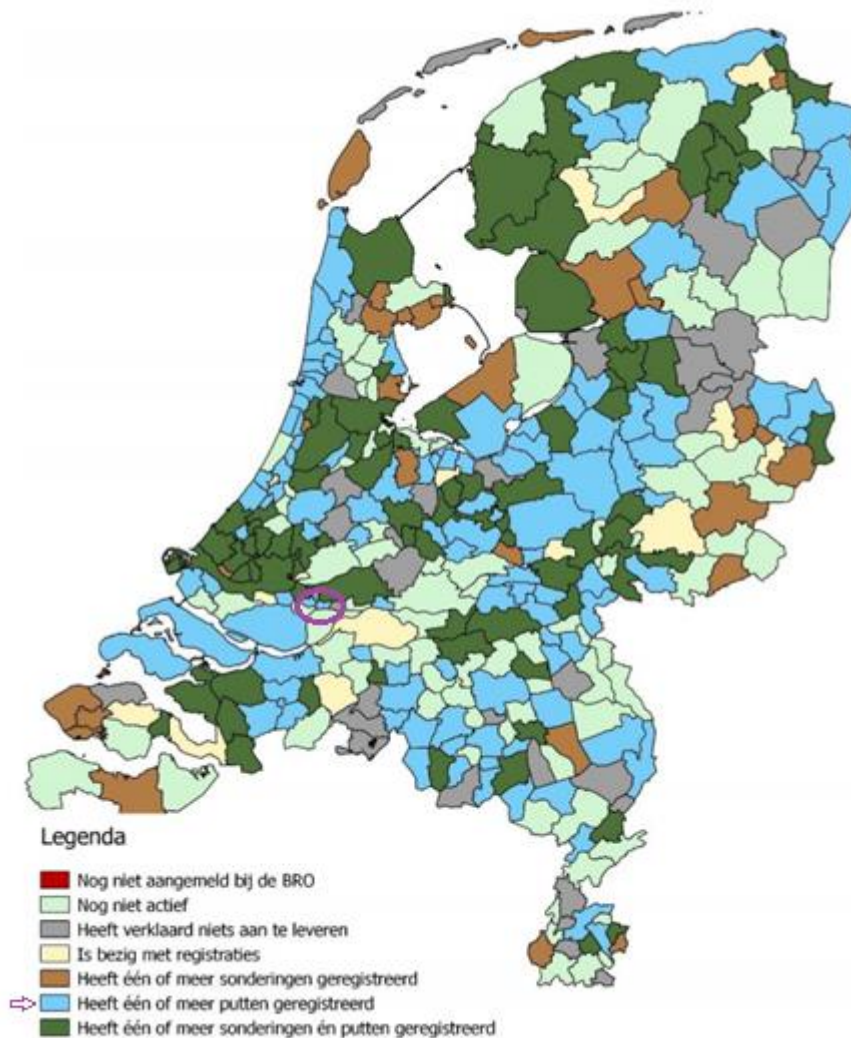 Legenda
Nog niet aangemeld bij de BRO
Nog niet actief
Heeft verklaard niets aan te leveren
Is bezig met registraties
Heeft één of meer sonderingen geregistreerd
Heeft één of meer putten geregistreerd
Heeft één of meer sonderingen én putten geregistreerd